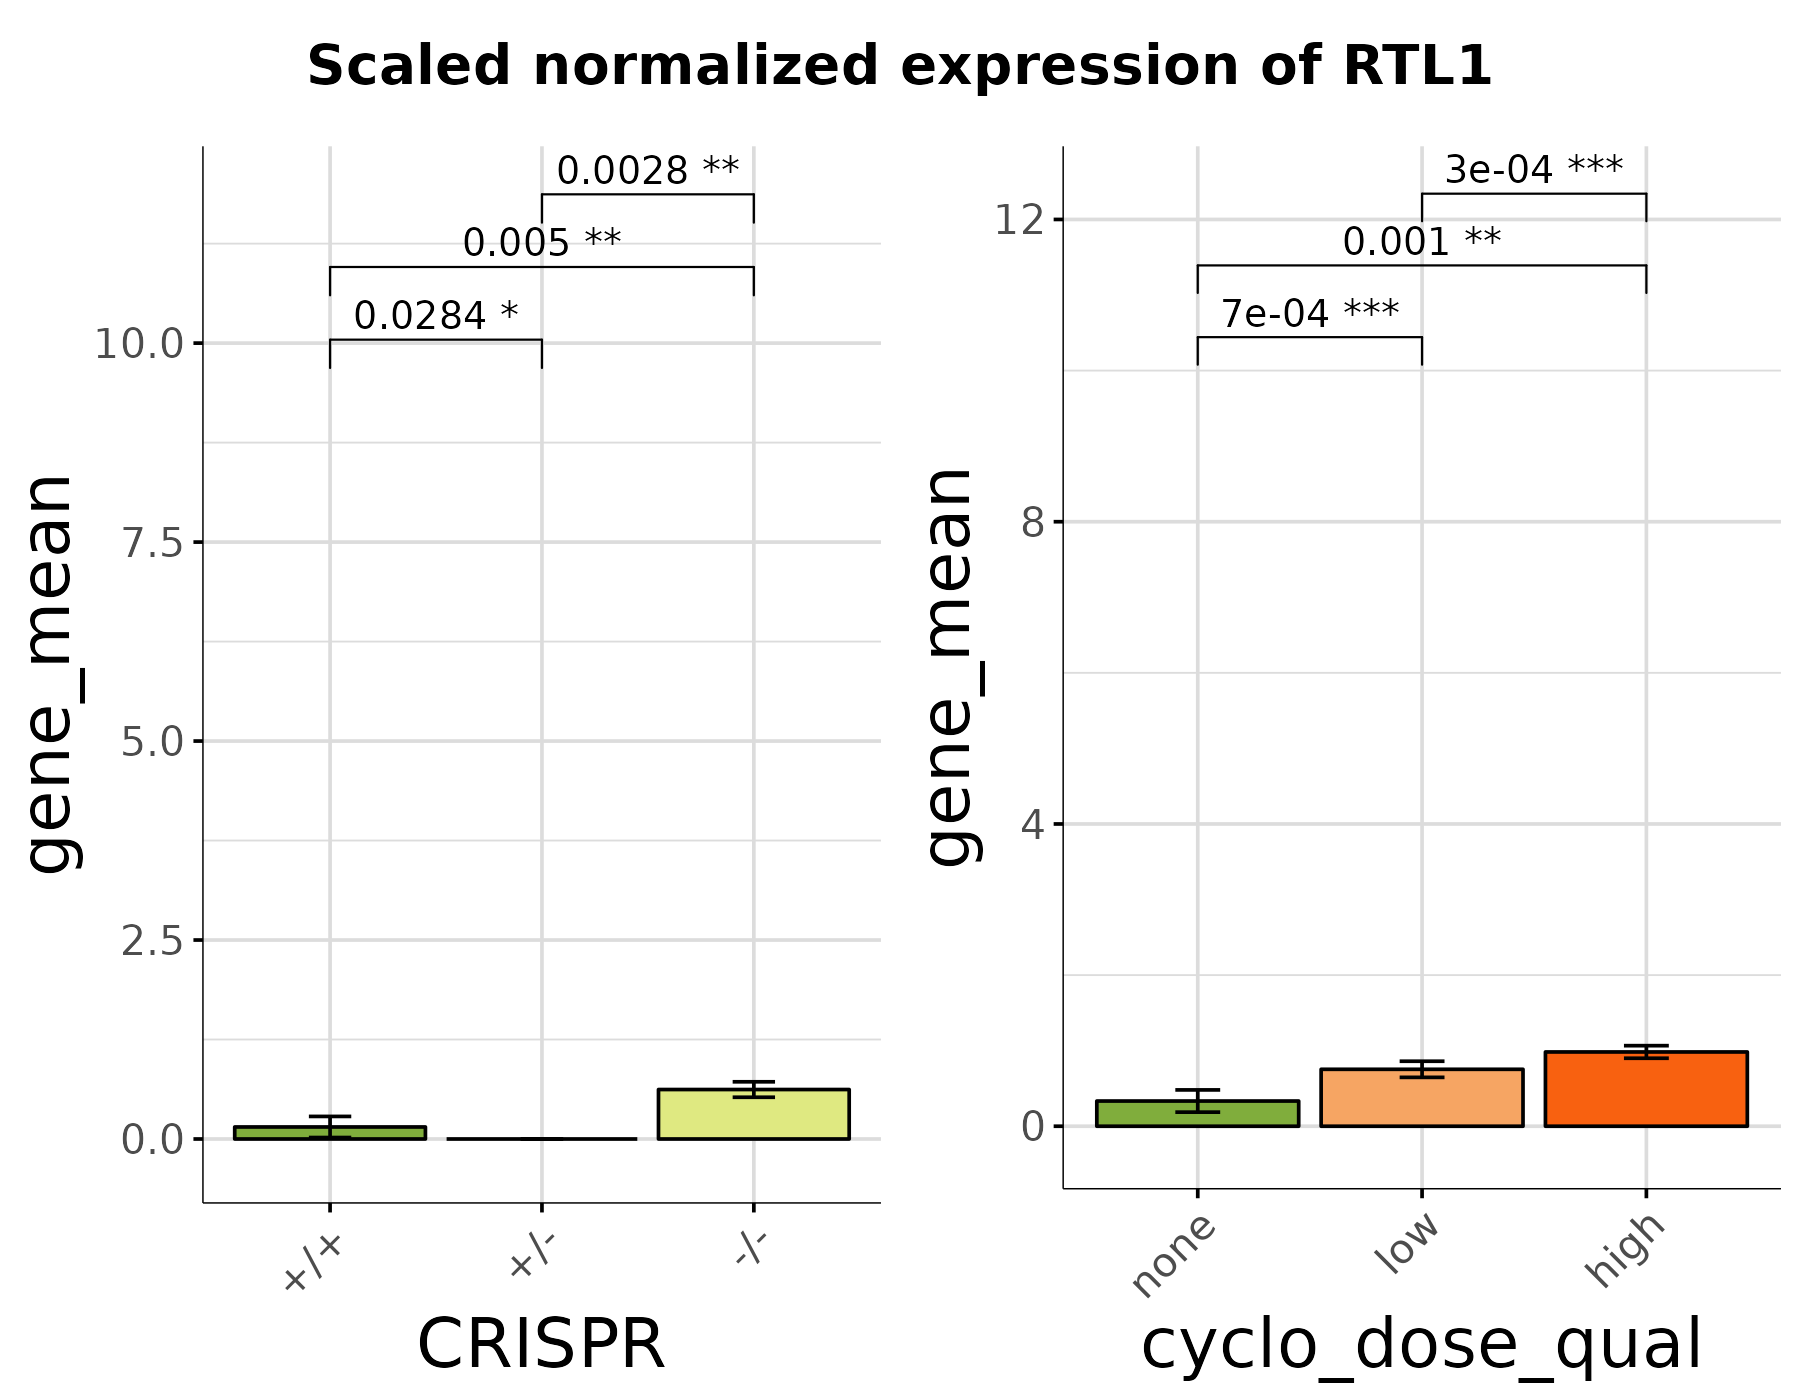 Scaled normalized expression of RTL1
0.0028 **
0.005 **
0.0284 *
10.0
7.5
5.0
2.5
0.0
gene_mean
+/+
+/-
-/-
CRISPR
3e-04 ***
0.001 **
7e-04 ***
12
8
4
0
gene_mean
none
low
high
cyclo_dose_qual